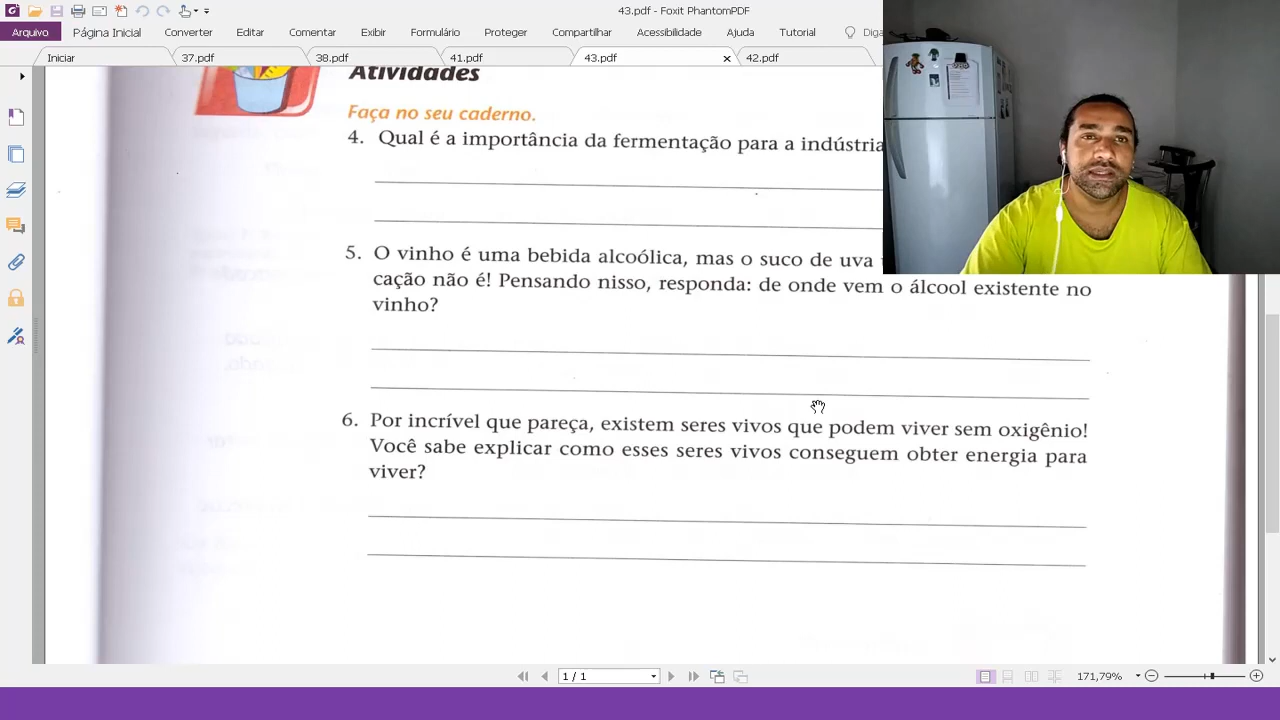 43.pdf - Foxit PhantomPDF
Arquivo Página Inicial Converter Editar Comentar Exibir Formulário Proteger Compartilhar Acessibilidade Ajuda Tutorial Diga
Iniciar 37.pdf 38.pdf 41.pdf 43.pdf × 42.pdf
Atividades
Faça no seu caderno.
4. Qual é a importância da fermentação para a indústria
5. O vinho é uma bebida alcoólica, mas o suco de uva
cação não é! Pensando nisso, responda: de onde vem o álcool existente no
vinho?
6. Por incrível que pareça, existem seres vivos que podem viver sem oxigênio!
Você sabe explicar como esses seres vivos conseguem obter energia para
viver?
1 / 1
171,79%